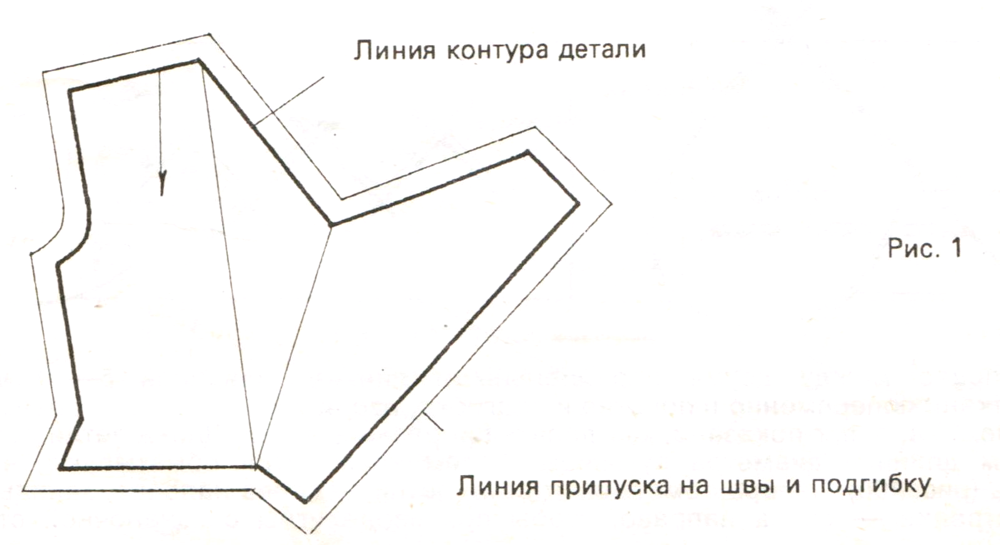 Линия контура детали
Рис. 1
Линия припуска на швы и подгибку